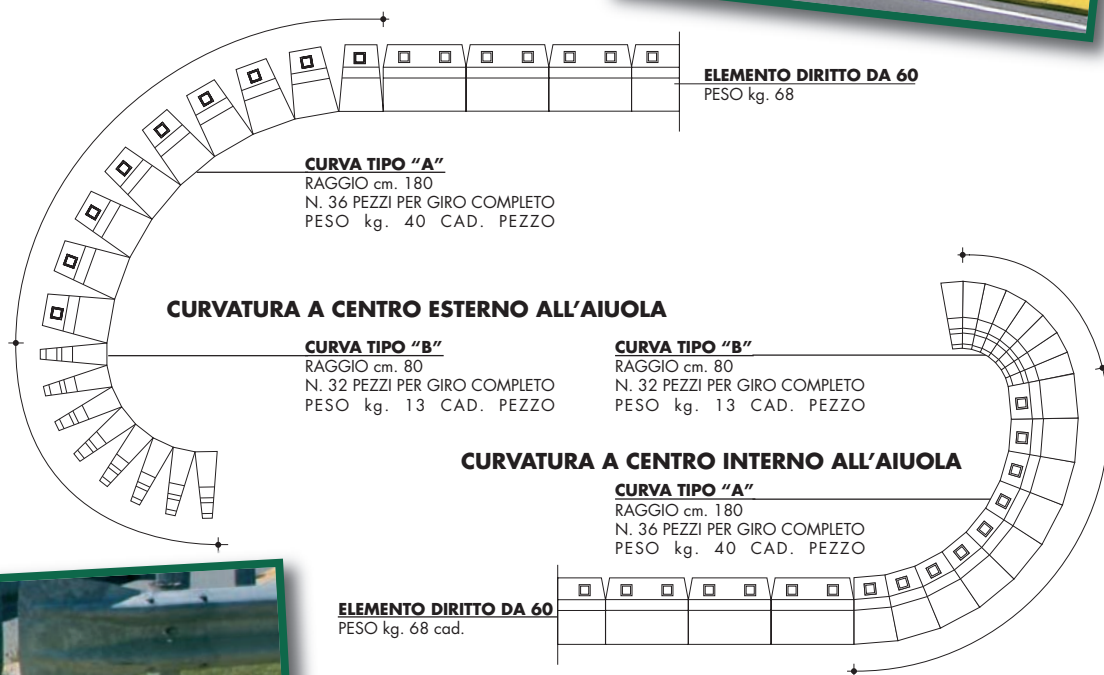 ELEMENTO DIRITTO DA 60
PESO kg. 68
CURVA TIPO “A”
RAGGIO cm. 180
N. 36 PEZZI PER GIRO COMPLETO
PESO kg. 40 CAD. PEZZO
CURVATURA A CENTRO ESTERNO ALL’AIUOLA
CURVA TIPO “B”
RAGGIO cm. 80
N. 32 PEZZI PER GIRO COMPLETO
PESO kg. 13 CAD. PEZZO
CURVA TIPO “B”
RAGGIO cm. 80
N. 32 PEZZI PER GIRO COMPLETO
PESO kg. 13 CAD. PEZZO
CURVATURA A CENTRO INTERNO ALL’AIUOLA
CURVA TIPO “A”
RAGGIO cm. 180
N. 36 PEZZI PER GIRO COMPLETO
PESO kg. 40 CAD. PEZZO
ELEMENTO DIRITTO DA 60
PESO kg. 68 cad.